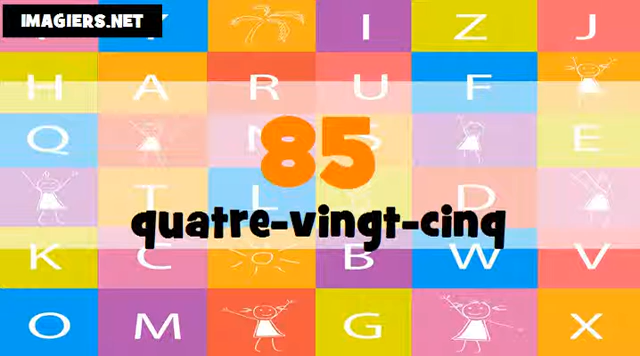 IMAGIERS.NET
I Z J
H A R U F
85
Q N S E
T L D
quatre-vingt-cinq
K C B W V
O M G X